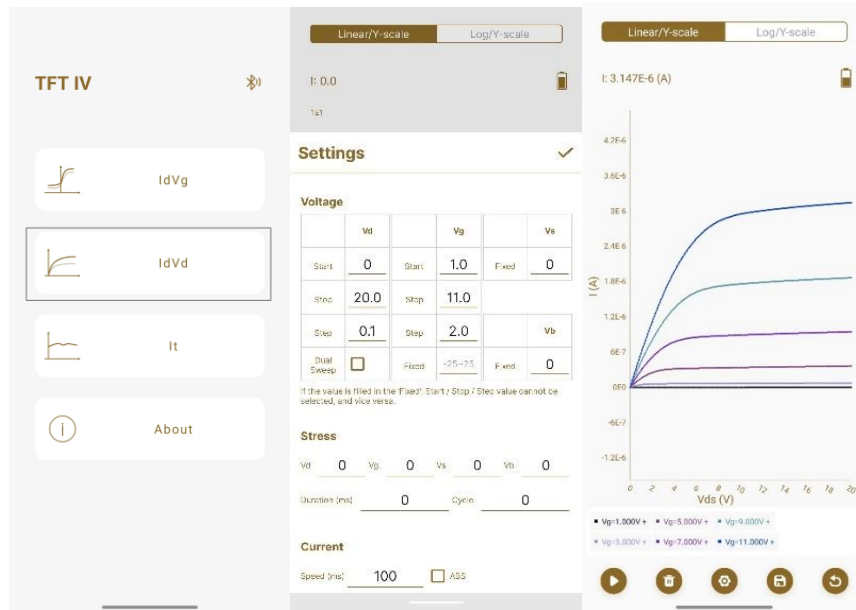 TFT IV
IdVg
IdVd
It
About
Linear/Y-scale Log/Y-scale
I: 0.0
Settings
Voltage
Vd Vg Vs
Start 0 Start 1.0 Fixed 0
Stop 20.0 Stop 11.0
Step 0.1 Step 2.0 Vb
Dual Sweep Fixed -25~25 Fixed 0
If the value is filled in the 'Fixed', Start / Stop / Step value cannot be
selected, and vice versa.
Stress
Vd 0 Vg 0 Vs 0 Vb 0
Duration (ms) 0 Cycle 0
Current
Speed (ms) 100 ABS
Linear/Y-scale Log/Y-scale
I: 3.147E-6 (A)
4.2E-6
3.6E-6
3E-6
2.4E-6
1.8E-6
1.2E-6
6E-7
0E0
-6E-7
-1.2E-6
I (A)
0 2 4 6 8 10 12 14 16 18 20
Vds (V)
Vg=1.000V + Vg=5.000V + Vg=9.000V +
Vg=3.000V + Vg=7.000V + Vg=11.000V +